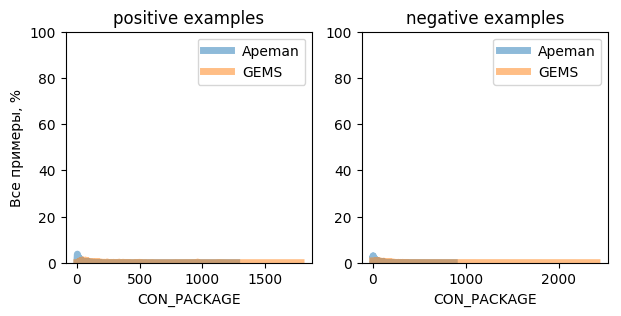 positive examples
negative examples
Все примеры, %
100
80
60
40
20
0
Apeman
GEMS
0
500
1000
1500
CON_PACKAGE
100
80
60
40
20
0
Apeman
GEMS
0
1000
2000
CON_PACKAGE